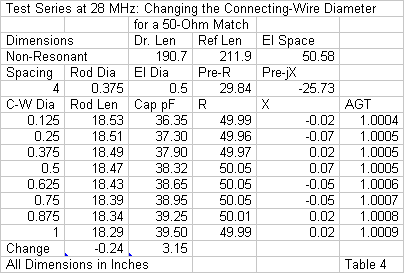 Test Series at 28 MHz: Changing the Connecting-Wire Diameter
for a 50-Ohm Match
Dimensions Dr. Len Ref Len El Space
Non-Resonant 190.7 211.9 50.58
Spacing Rod Dia El Dia Pre-R Pre-jX
4 0.375 0.5 29.84 -25.73
C-W Dia Rod Len Cap pF R X AGT
0.125 18.53 36.35 49.99 -0.02 1.0004
0.25 18.51 37.30 49.96 -0.07 1.0005
0.375 18.49 37.90 49.97 0.02 1.0005
0.5 18.47 38.32 50.05 0.07 1.0005
0.625 18.43 38.65 50.05 -0.05 1.0006
0.75 18.39 38.95 50.05 -0.05 1.0007
0.875 18.34 39.25 50.01 0.02 1.0008
1 18.29 39.50 49.99 0.02 1.0009
Change -0.24 3.15
All Dimensions in Inches Table 4